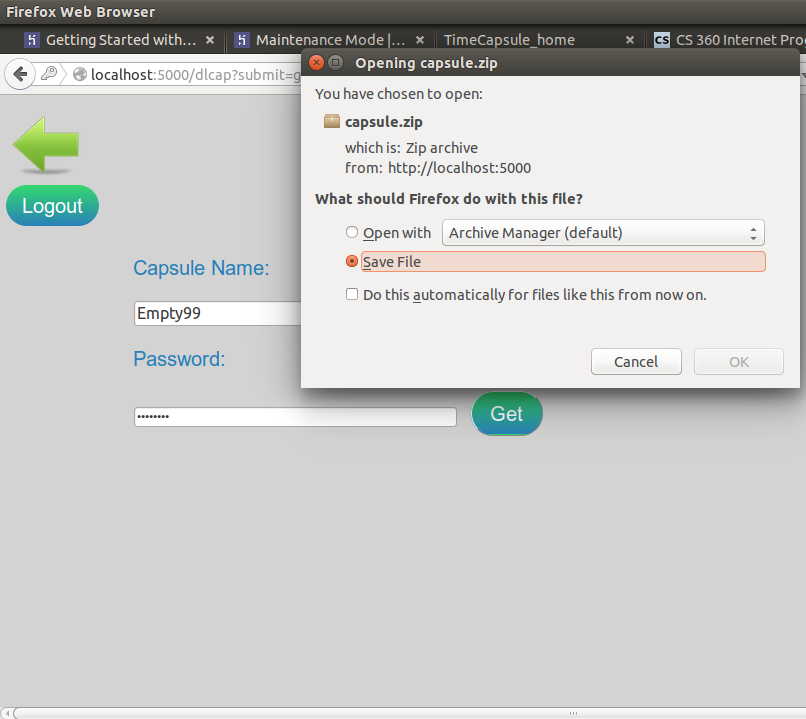 Firefox Web Browser
Getting Started with... Maintenance Mode |... TimeCapsule_home CS CS 360 Internet Prog
localhost:5000/dlcap?submit=g
Opening capsule.zip
You have chosen to open:
capsule.zip
which is: Zip archive
from: http://localhost:5000
What should Firefox do with this file?
Open with Archive Manager (default)
Save File
Do this automatically for files like this from now on.
Cancel OK
Logout
Capsule Name:
Empty99
Password:
Get